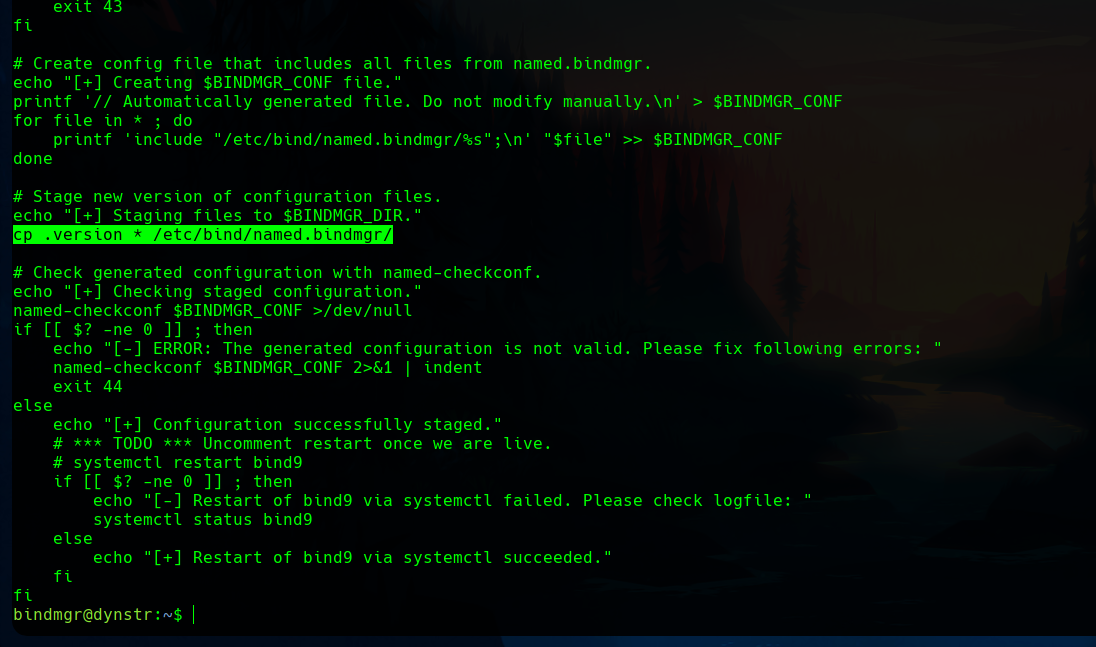 exit 43
fi

# Create config file that includes all files from named.bindmgr.
echo "[+] Creating $BINDMGR_CONF file."
printf '// Automatically generated file. Do not modify manually.\n' > $BINDMGR_CONF
for file in * ; do
    printf 'include "/etc/bind/named.bindmgr/%s";\n' "$file" >> $BINDMGR_CONF
done

# Stage new version of configuration files.
echo "[+] Staging files to $BINDMGR_DIR."
cp .version * /etc/bind/named.bindmgr/

# Check generated configuration with named-checkconf.
echo "[+] Checking staged configuration."
named-checkconf $BINDMGR_CONF >/dev/null
if [[ $? -ne 0 ]] ; then
    echo "[-] ERROR: The generated configuration is not valid. Please fix following errors: "
    named-checkconf $BINDMGR_CONF 2>&1 | indent
    exit 44
else
    echo "[+] Configuration successfully staged."
    # *** TODO *** Uncomment restart once we are live.
    # systemctl restart bind9
    if [[ $? -ne 0 ]] ; then
        echo "[-] Restart of bind9 via systemctl failed. Please check logfile: "
        systemctl status bind9
    else
        echo "[+] Restart of bind9 via systemctl succeeded."
    fi
fi
bindmgr@dynstr:~$